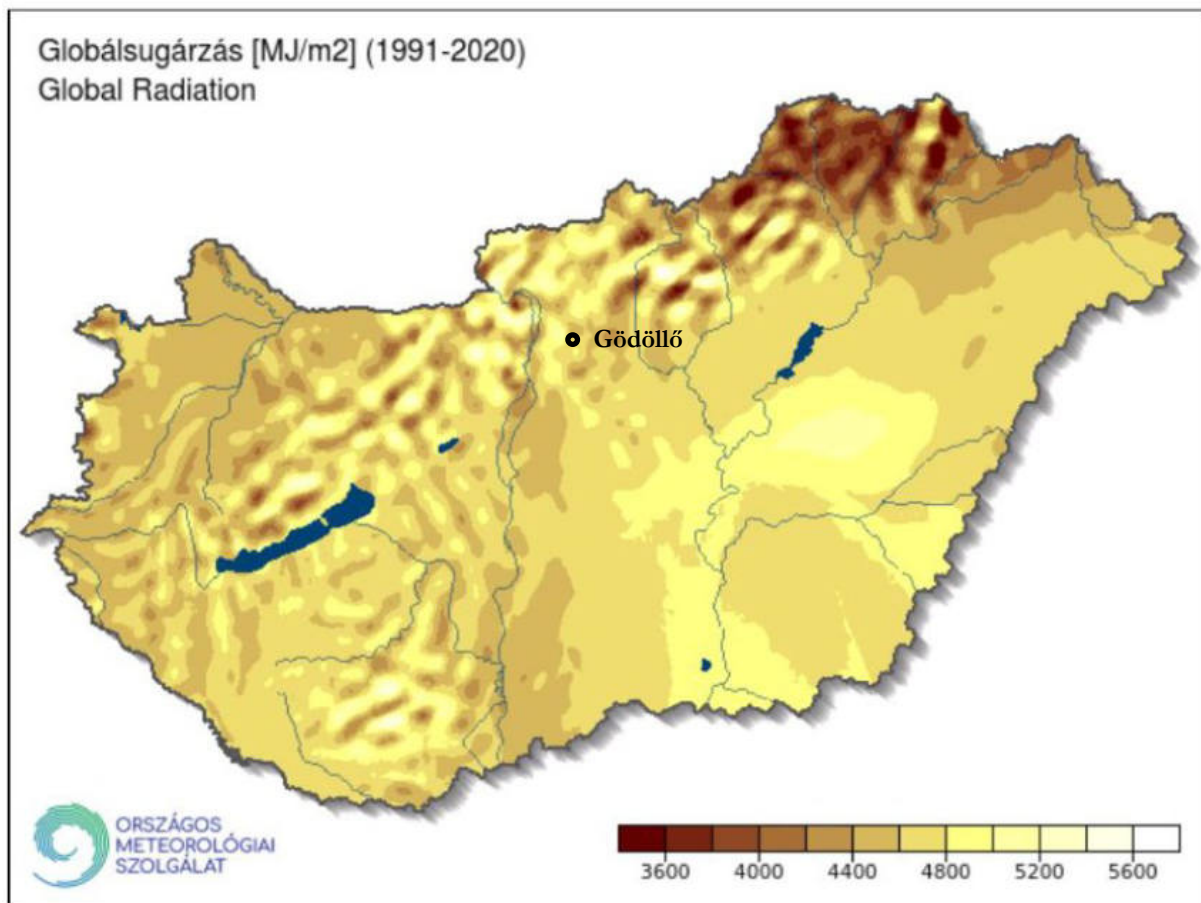 Globálsugárzás [MJ/m2] (1991-2020)
Global Radiation
Gödöllő
ORSZÁGOS
METEOROLÓGIAI
SZOLGÁLAT
3600 4000 4400 4800 5200 5600